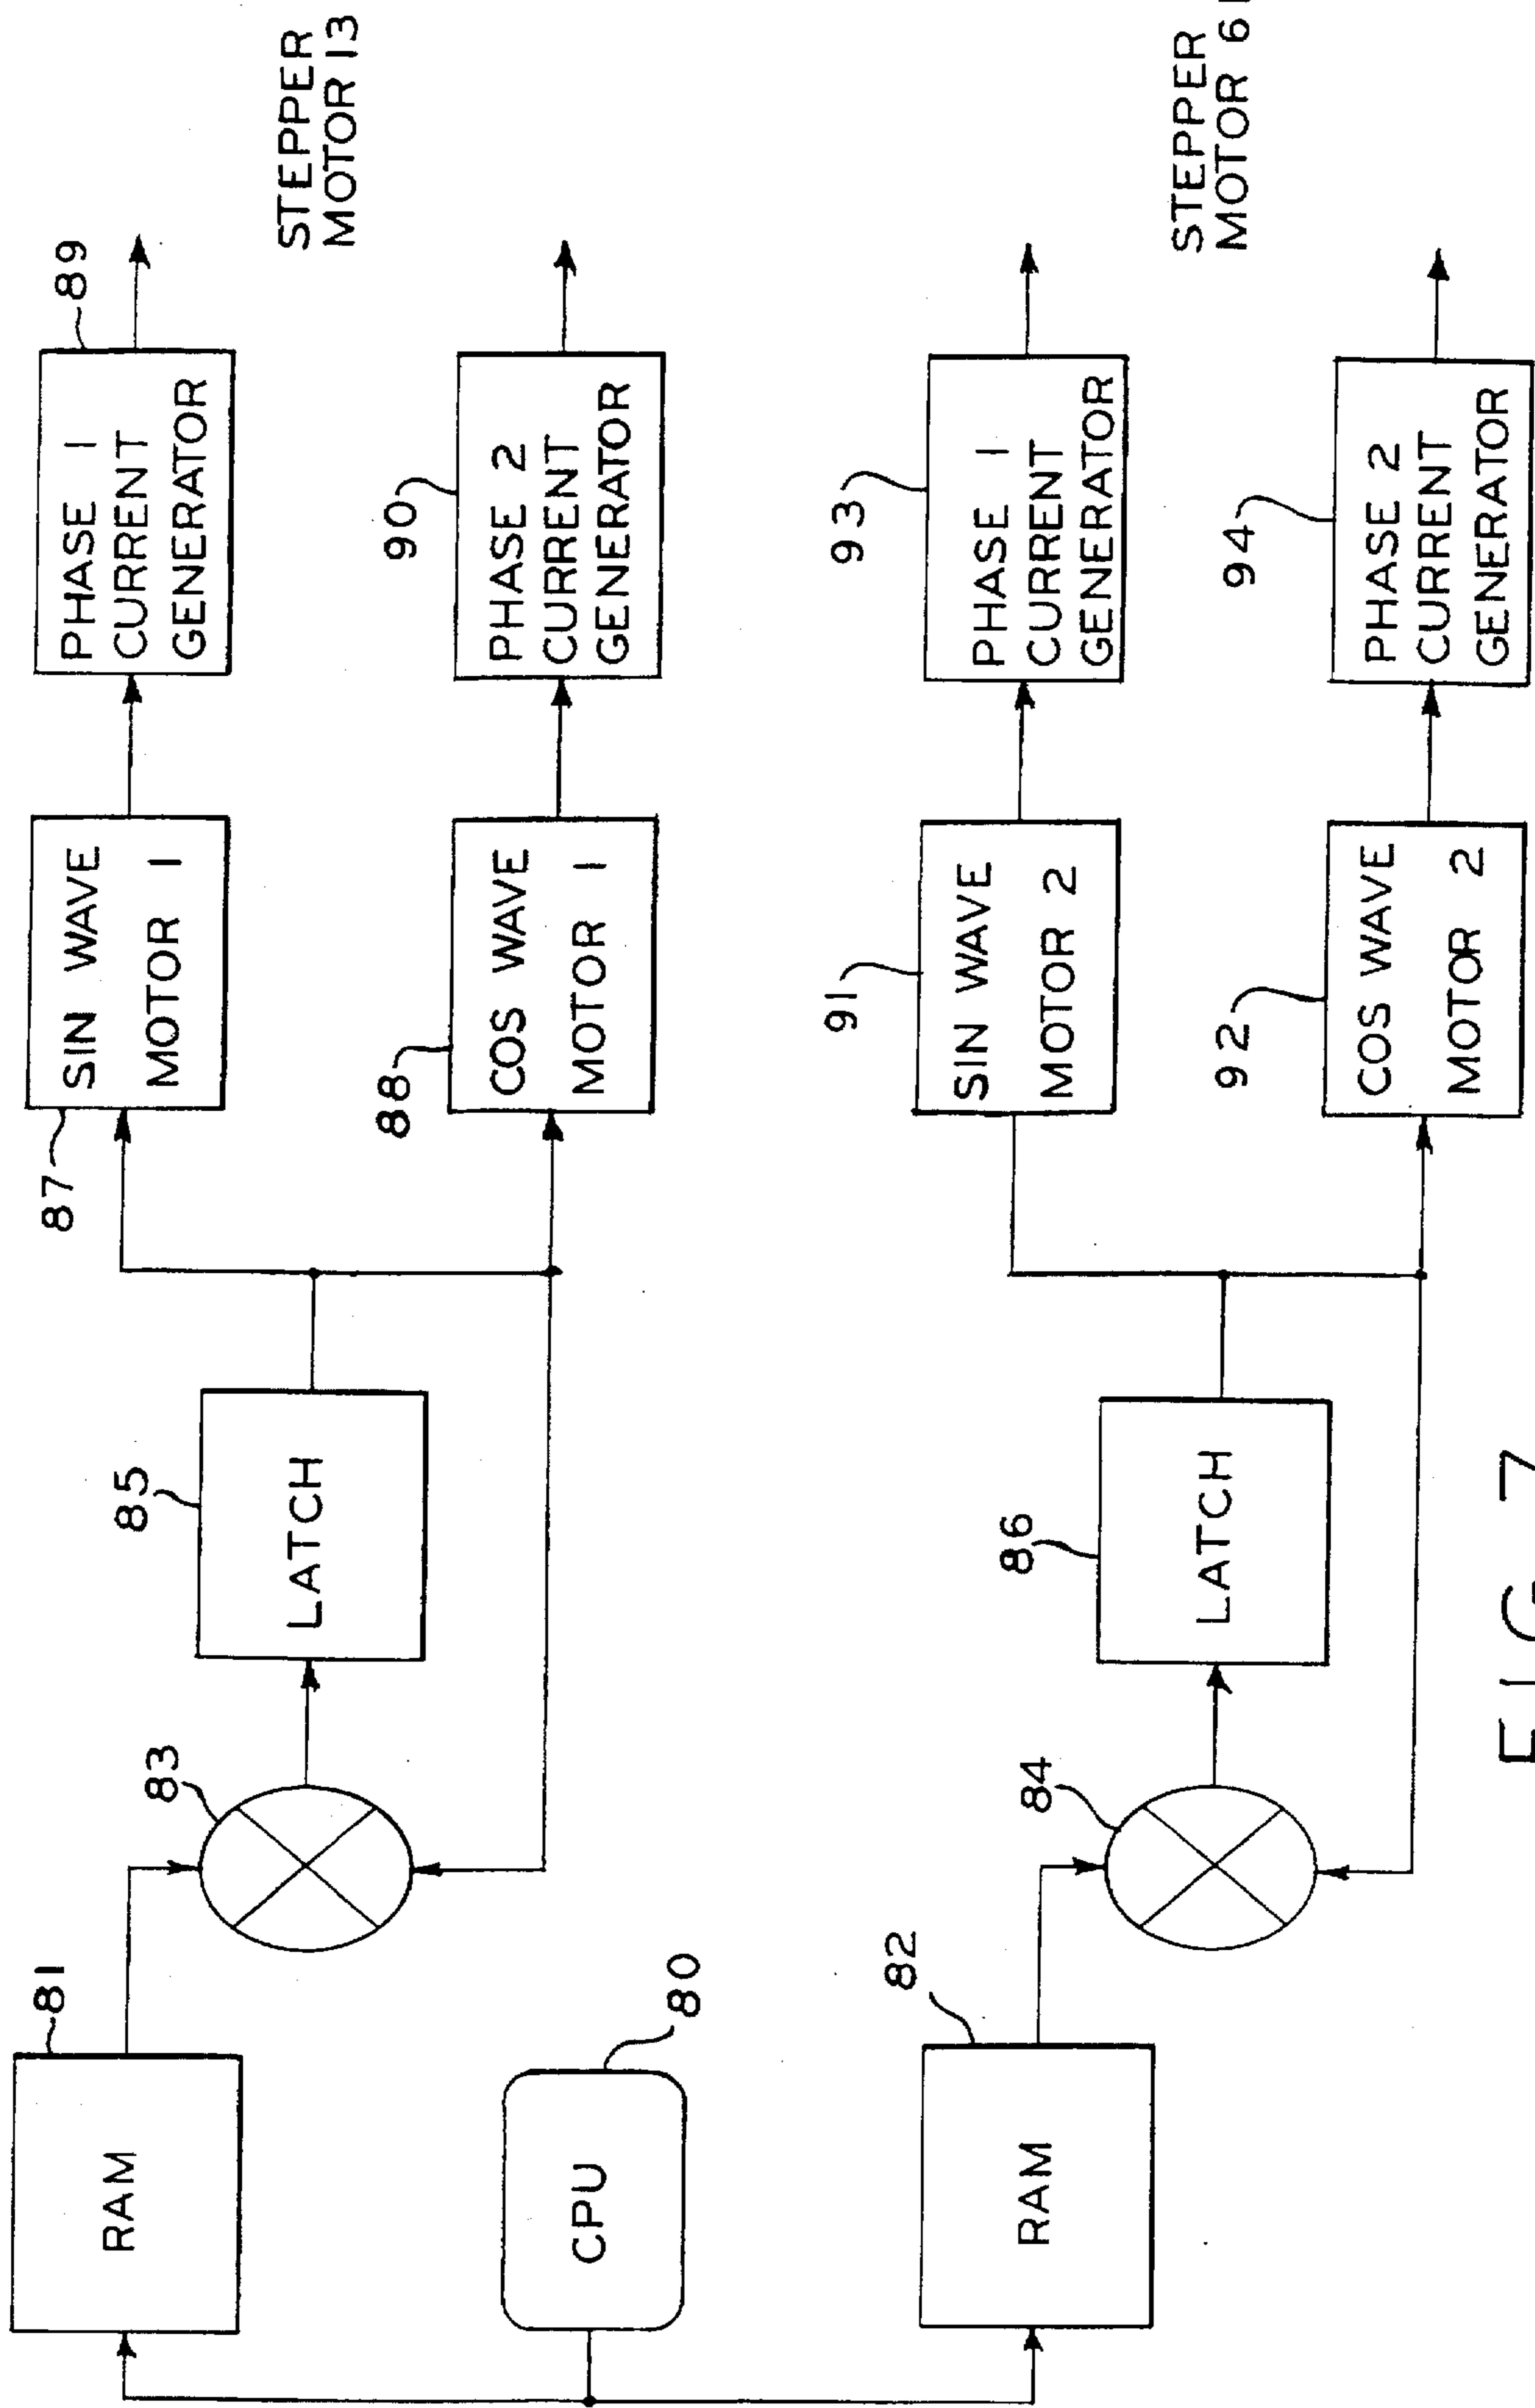 RAM
81
83
LATCH
85
87
SIN WAVE
MOTOR 1
PHASE 1
CURRENT
GENERATOR
89
STEPPER
MOTOR 13
88
COS WAVE
MOTOR 1
90
PHASE 2
CURRENT
GENERATOR
CPU
80
RAM
82
84
LATCH
86
91
SIN WAVE
MOTOR 2
93
PHASE 1
CURRENT
GENERATOR
STEPPER
MOTOR 61
92
COS WAVE
MOTOR 2
94
PHASE 2
CURRENT
GENERATOR
FIG 7